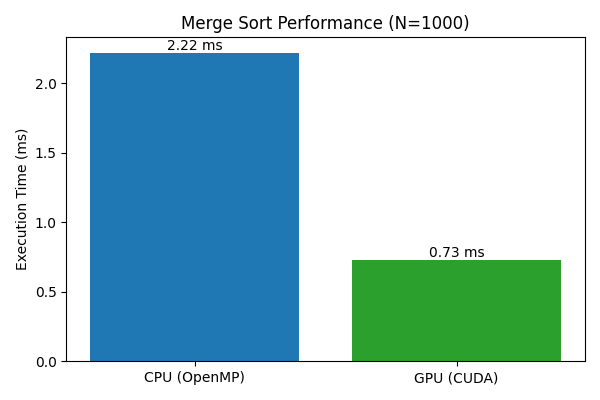 Merge Sort Performance (N=1000)
2.22 ms
0.73 ms
Execution Time (ms)
2.0
1.5
1.0
0.5
0.0
CPU (OpenMP)
GPU (CUDA)